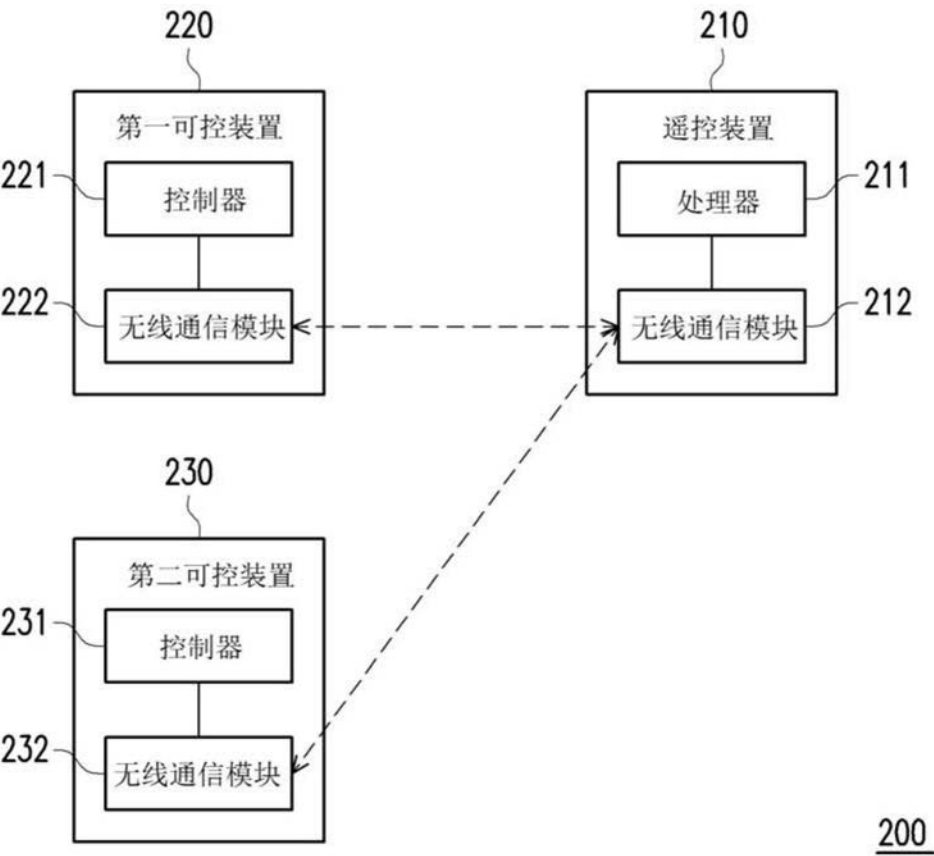 220
210
第一可控装置
遥控装置
221
控制器
处理器
211
222
无线通信模块
无线通信模块
212
230
第二可控装置
231
控制器
232
无线通信模块
200